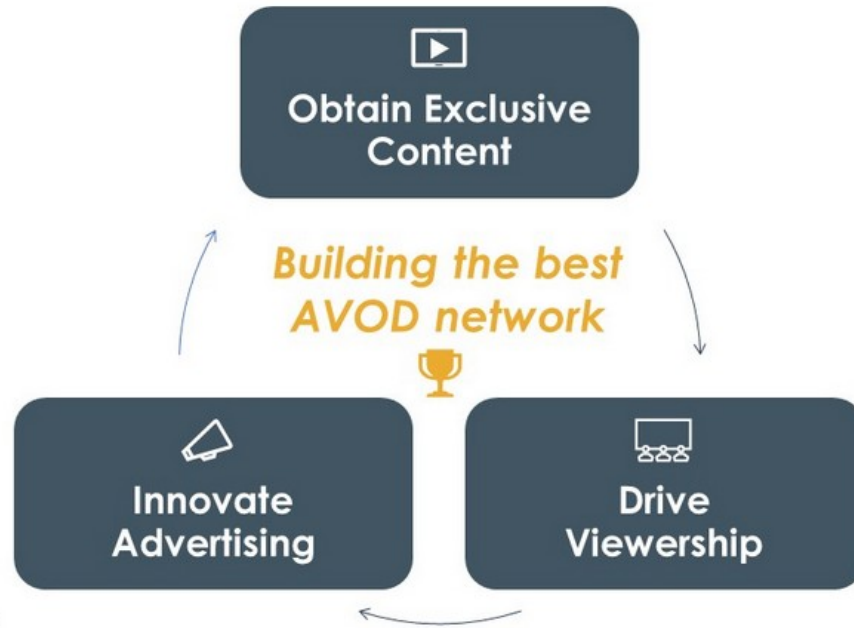 Obtain Exclusive
Content
Building the best
AVOD network
Innovate
Advertising
Drive
Viewership